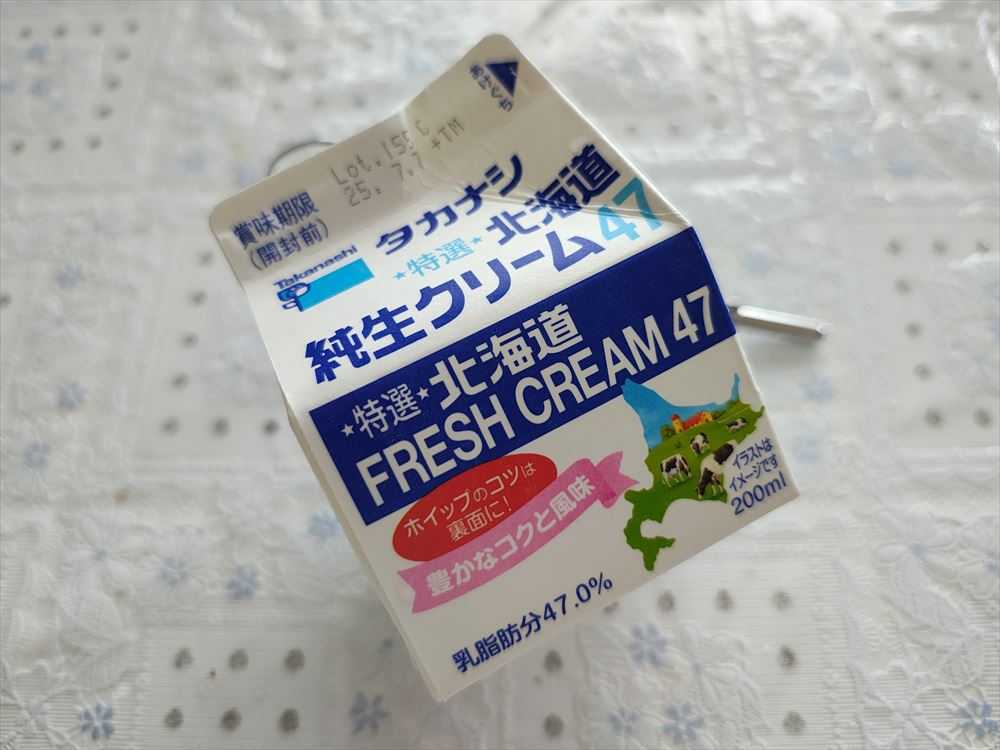 あけぐち
Lot.155 C
25. 7.7 +TM
賞味期限
(開封前)
Takanashi
タカナシ
★特選★北海道
純生クリーム47
★特選★北海道
FRESH CREAM 47
ホイップのコツは
裏面に!
豊かなコクと風味
イラストは
イメージです
200ml
乳脂肪分47.0%